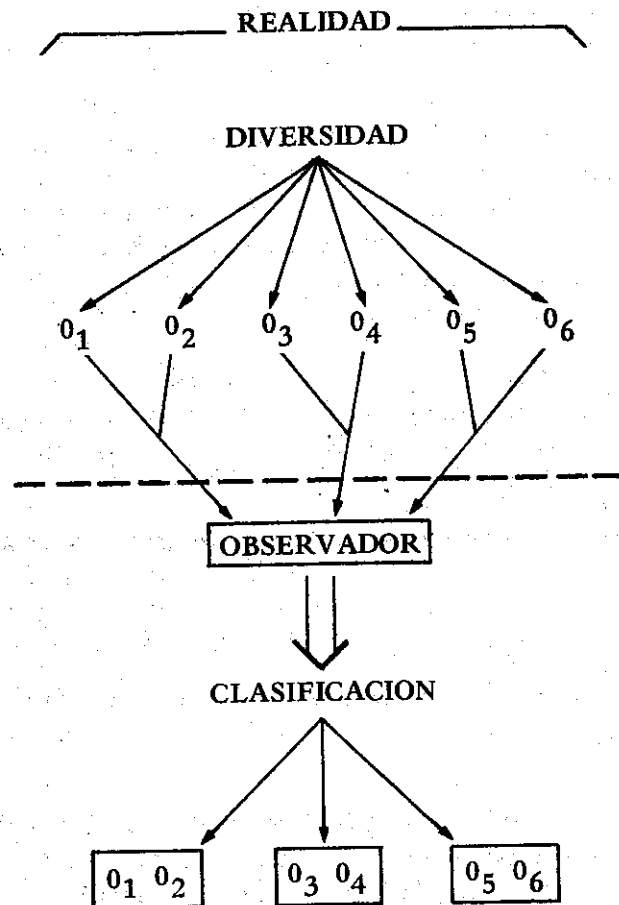 REALIDAD
DIVERSIDAD
0₁ 0₂ 0₃ 0₄ 0₅ 0₆
OBSERVADOR
CLASIFICACION
0₁ 0₂ 0₃ 0₄ 0₅ 0₆